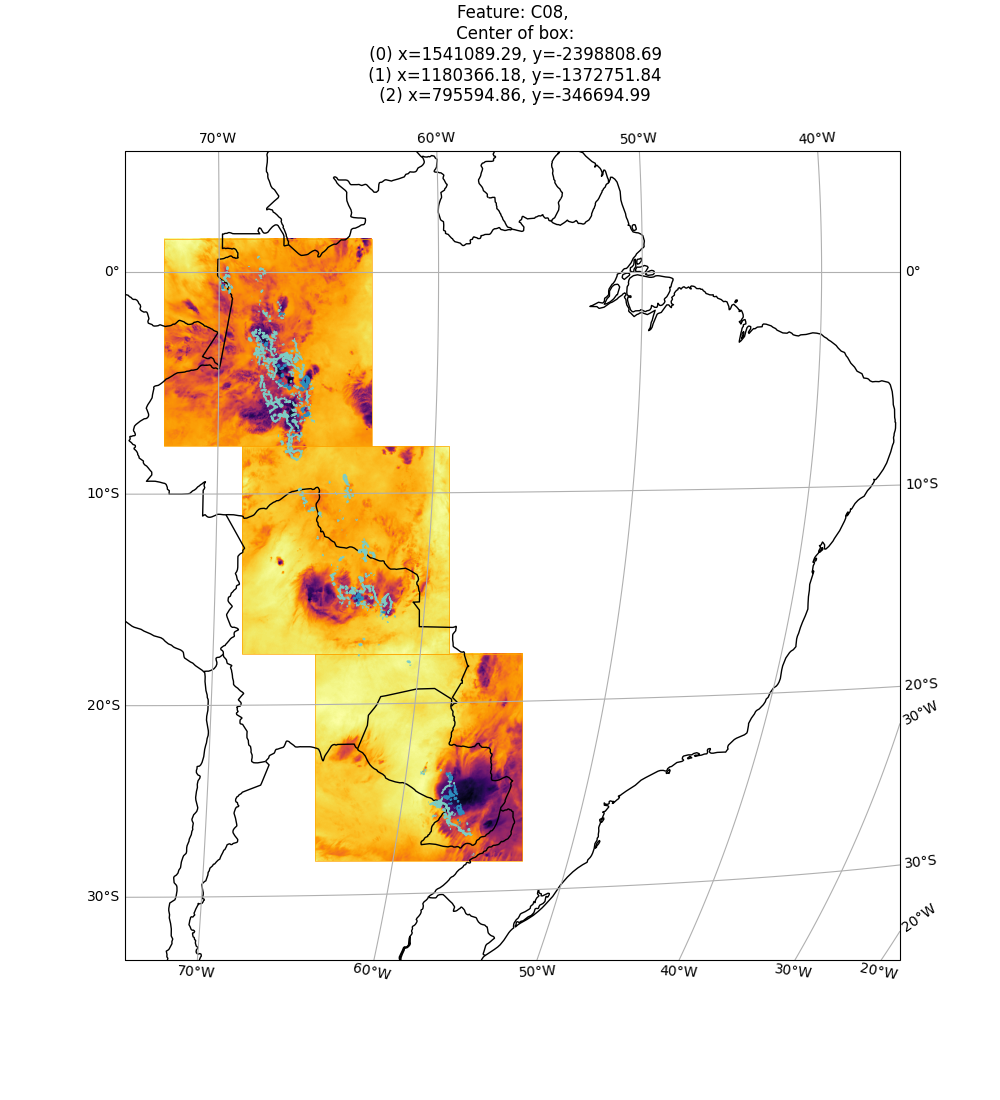 Feature: C08,
Center of box:
(0) x=1541089.29, y=-2398808.69
(1) x=1180366.18, y=-1372751.84
(2) x=795594.86, y=-346694.99
70°W 60°W 50°W 40°W
0° 0°
10°S 10°S
20°S 20°S
30°W
30°S 30°S
20°W
70°W 60°W 50°W 40°W 30°W 20°W